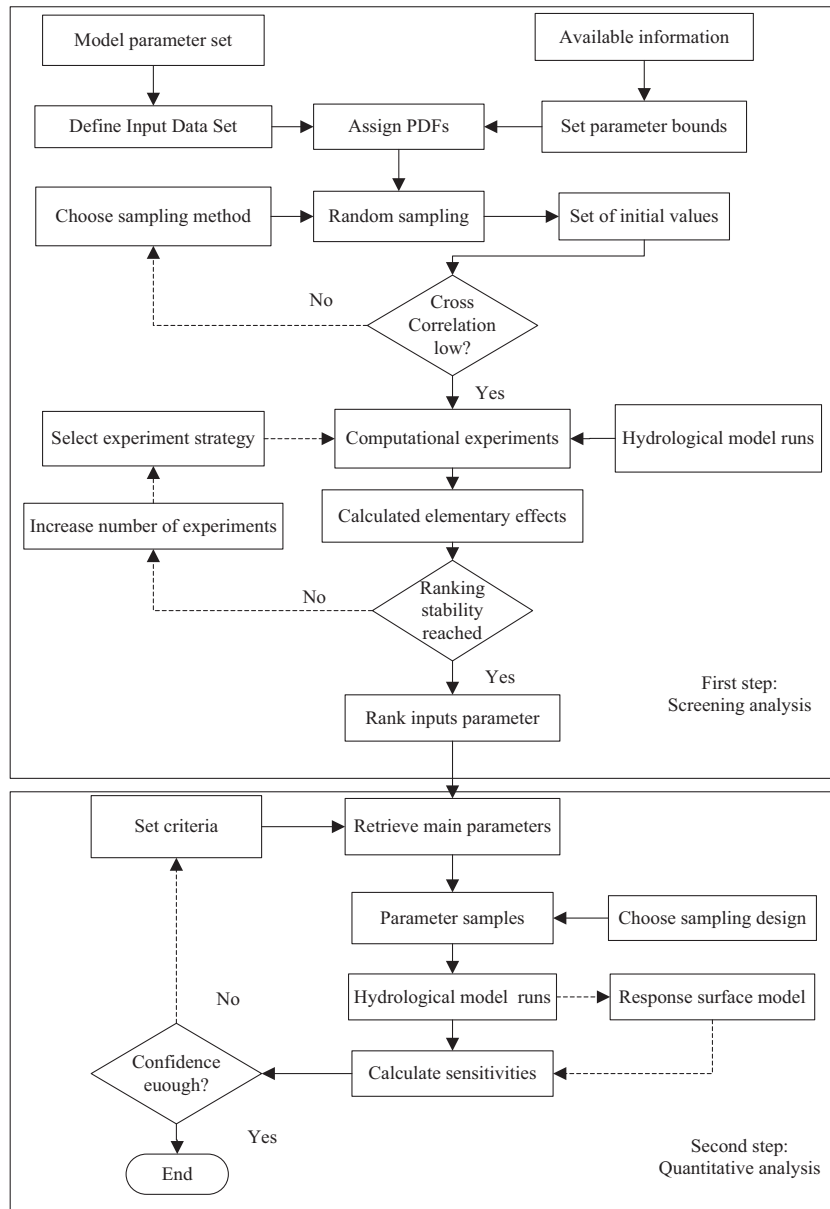 Model parameter set
Available information
Define Input Data Set
Assign PDFs
Set parameter bounds
Choose sampling method
Random sampling
Set of initial values
No
Cross
Correlation
low?
Yes
Select experiment strategy
Computational experiments
Hydrological model runs
Increase number of experiments
Calculated elementary effects
No
Ranking
stability
reached
Yes
First step:
Screening analysis
Rank inputs parameter
Set criteria
Retrieve main parameters
Parameter samples
Choose sampling design
No
Hydrological model runs
Response surface model
Confidence
euough?
Calculate sensitivities
Yes
End
Second step:
Quantitative analysis